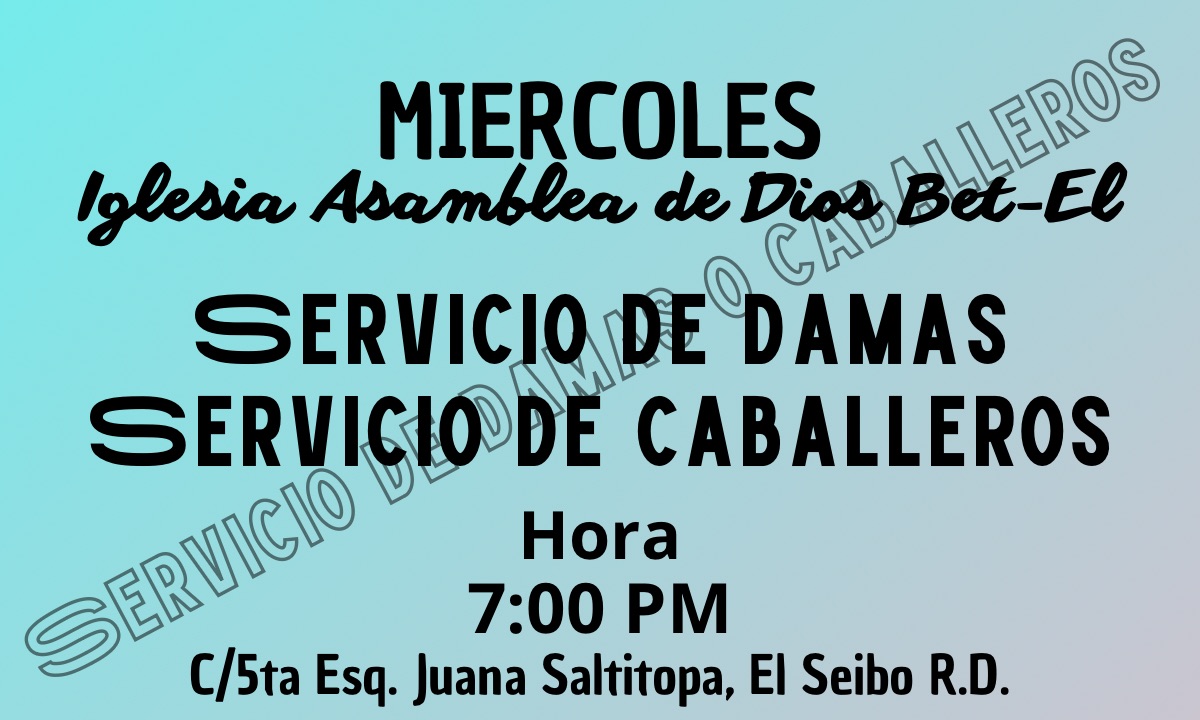 MIERCOLES
Iglesia Asamblea de Dios Bet-El
SERVICIO DE DAMAS
SERVICIO DE CABALLEROS
SERVICIO DE DAMAS O CABALLEROS
Hora
7:00 PM
C/5ta Esq. Juana Saltitopa, El Seibo R.D.